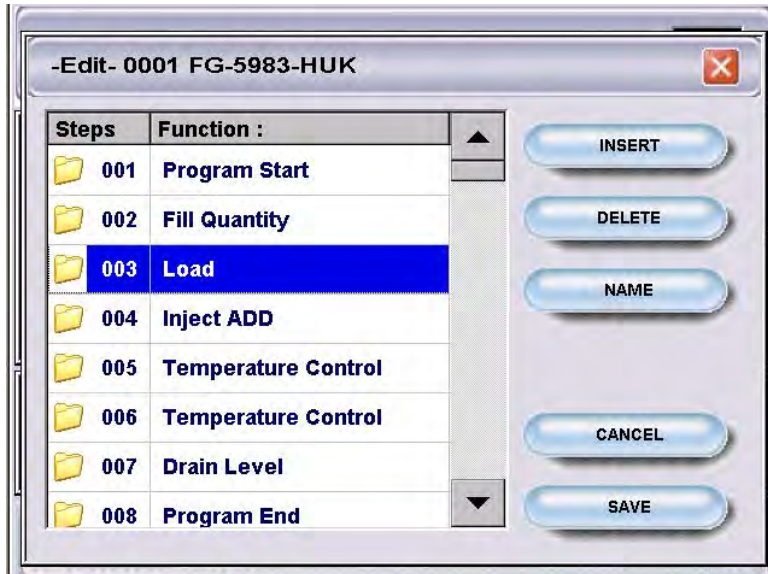 -Edit- 0001 FG-5983-HUK
Steps Function :
001 Program Start
002 Fill Quantity
003 Load
004 Inject ADD
005 Temperature Control
006 Temperature Control
007 Drain Level
008 Program End
INSERT
DELETE
NAME
CANCEL
SAVE